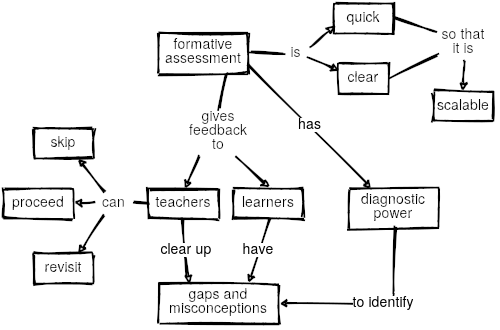 quick
so that
it is
formative
assessment
is
clear
scalable
gives
feedback
to
has
skip
proceed
can
teachers
learners
diagnostic
power
clear up
have
revisit
gaps and
misconceptions
to identify